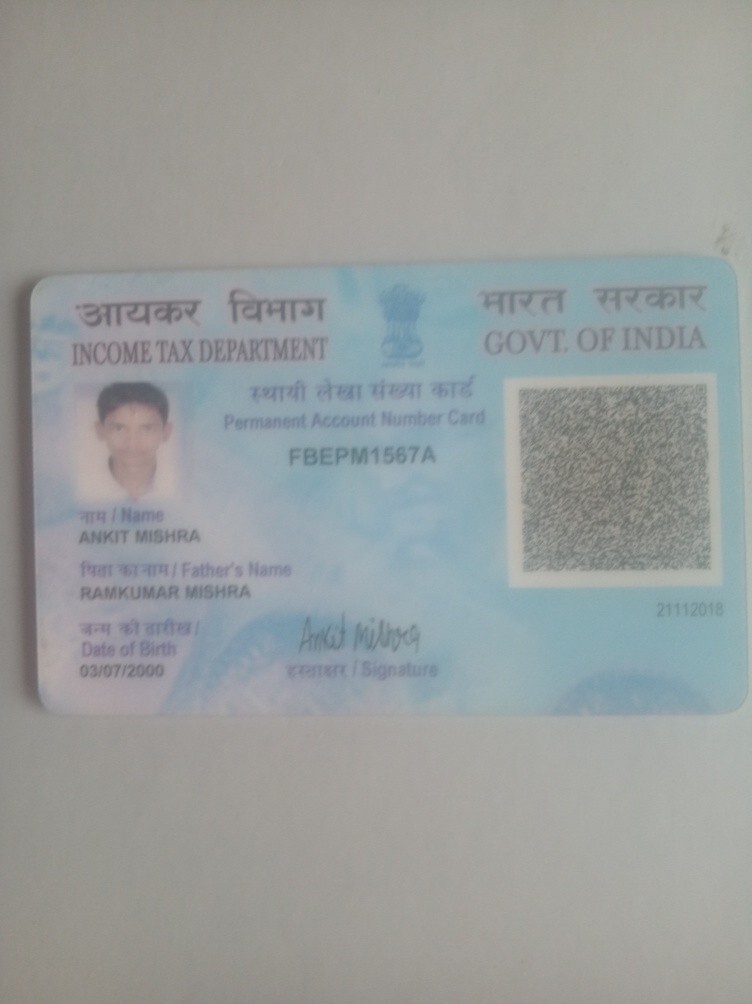 आयकर विभाग
INCOME TAX DEPARTMENT
भारत सरकार
GOVT. OF INDIA
स्थायी लेखा संख्या कार्ड
Permanent Account Number Card
FBEPM1567A
नाम / Name
ANKIT MISHRA
पिता का नाम / Father's Name
RAMKUMAR MISHRA
जन्म की तारीख /
Date of Birth
03/07/2000
Ankit Mishra
हस्ताक्षर / Signature
21112018